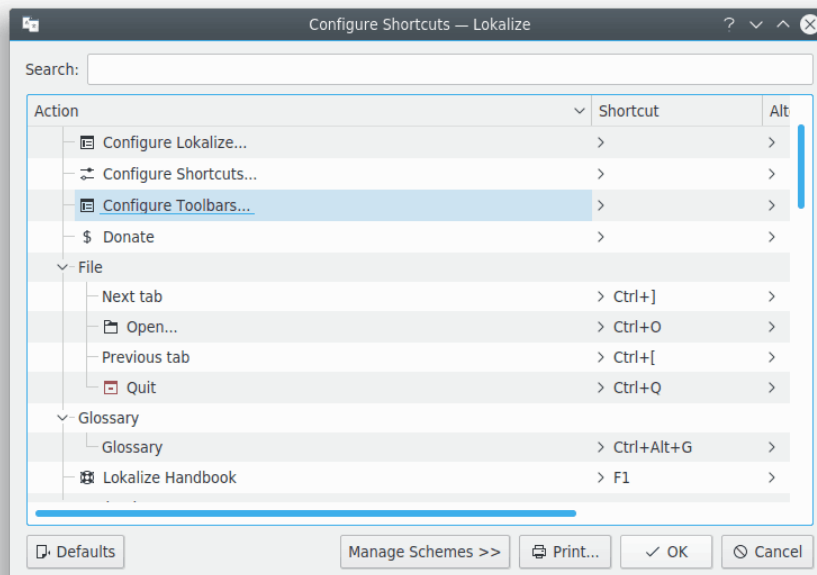 Configure Shortcuts — Lokalize
Search:
Action Shortcut Alt
Configure Lokalize...
Configure Shortcuts...
Configure Toolbars...
$ Donate
File
Next tab Ctrl+]
Open... Ctrl+O
Previous tab Ctrl+[
Quit Ctrl+Q
Glossary
Glossary Ctrl+Alt+G
Lokalize Handbook F1
Defaults Manage Schemes >> Print... OK Cancel